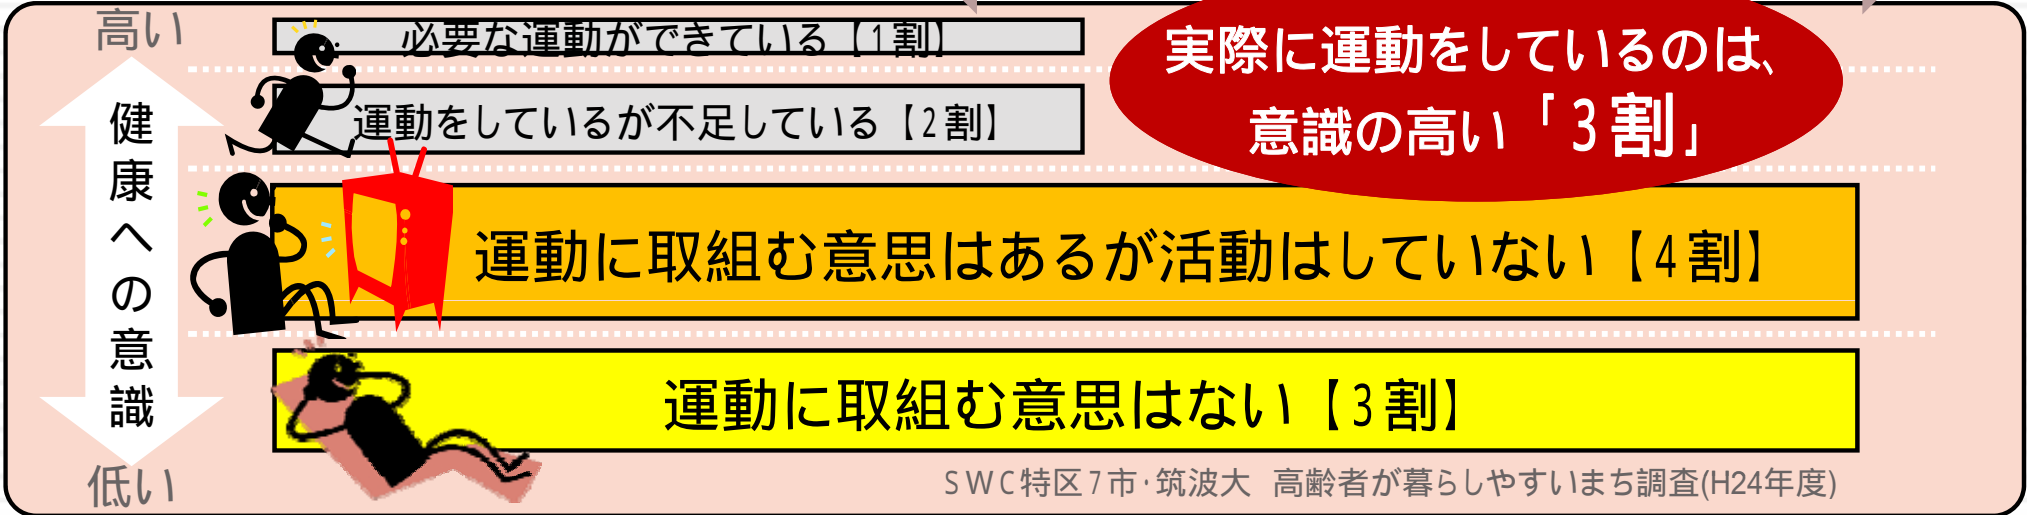 高い
健康への意識
低い
必要な運動ができている【1割】
運動をしているが不足している【2割】
運動に取組む意思はあるが活動はしていない【4割】
運動に取組む意思はない【3割】
実際に運動をしているのは、
意識の高い「3割」
SWC特区7市・筑波大 高齢者が暮らしやすいまち調査(H24年度)